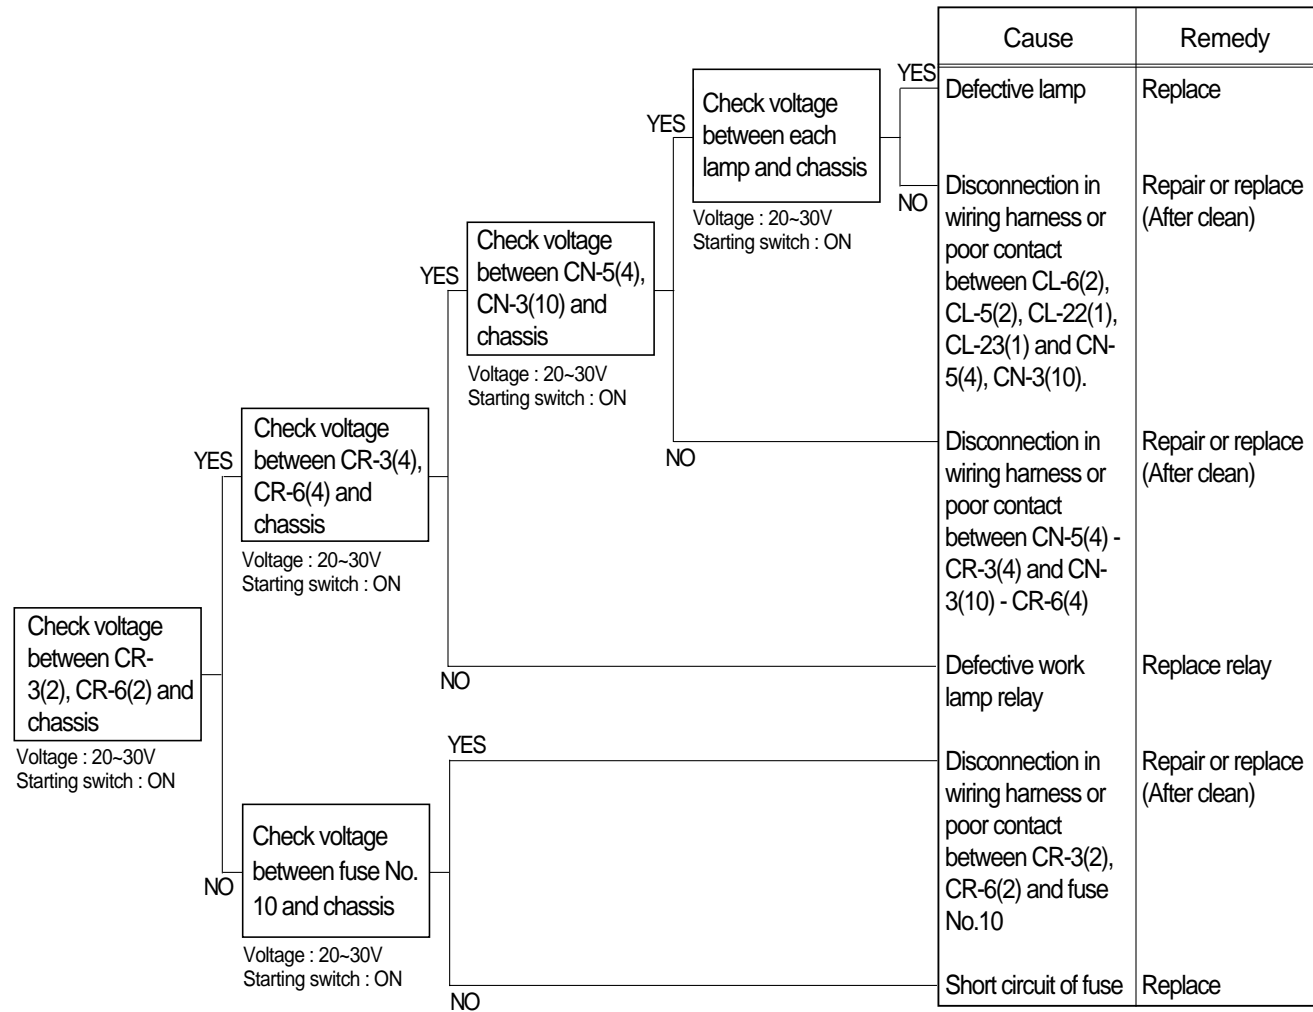 Cause
Remedy
YES
Defective lamp
Replace
Check voltage
between each
lamp and chassis
YES
NO
Voltage : 20~30V
Starting switch : ON
Disconnection in
wiring harness or
poor contact
between CL-6(2),
CL-5(2), CL-22(1),
CL-23(1) and CN-
5(4), CN-3(10).
Repair or replace
(After clean)
Check voltage
between CN-5(4),
CN-3(10) and
chassis
YES
Voltage : 20~30V
Starting switch : ON
NO
Disconnection in
wiring harness or
poor contact
between CN-5(4) -
CR-3(4) and CN-
3(10) - CR-6(4)
Repair or replace
(After clean)
Check voltage
between CR-3(4),
CR-6(4) and
chassis
YES
Voltage : 20~30V
Starting switch : ON
NO
Defective work
lamp relay
Replace relay
Check voltage
between CR-
3(2), CR-6(2) and
chassis
Voltage : 20~30V
Starting switch : ON
YES
Disconnection in
wiring harness or
poor contact
between CR-3(2),
CR-6(2) and fuse
No.10
Repair or replace
(After clean)
NO
Check voltage
between fuse No.
10 and chassis
Voltage : 20~30V
Starting switch : ON
NO
Short circuit of fuse
Replace